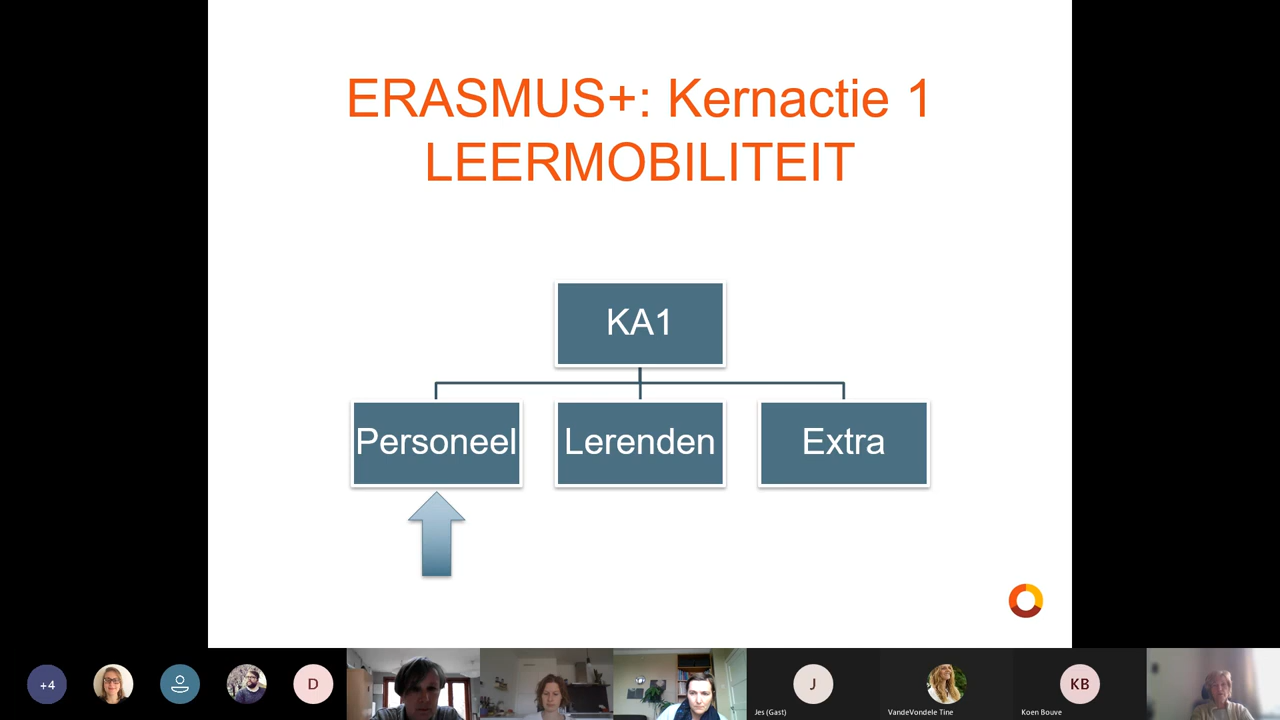 ERASMUS+: Kernactie 1
LEERMOBILITEIT
KA1
Personeel
Lerenden
Extra
+4
D
J
Jes (Gast)
VandeVondele Tine
KB
Koen Bouve